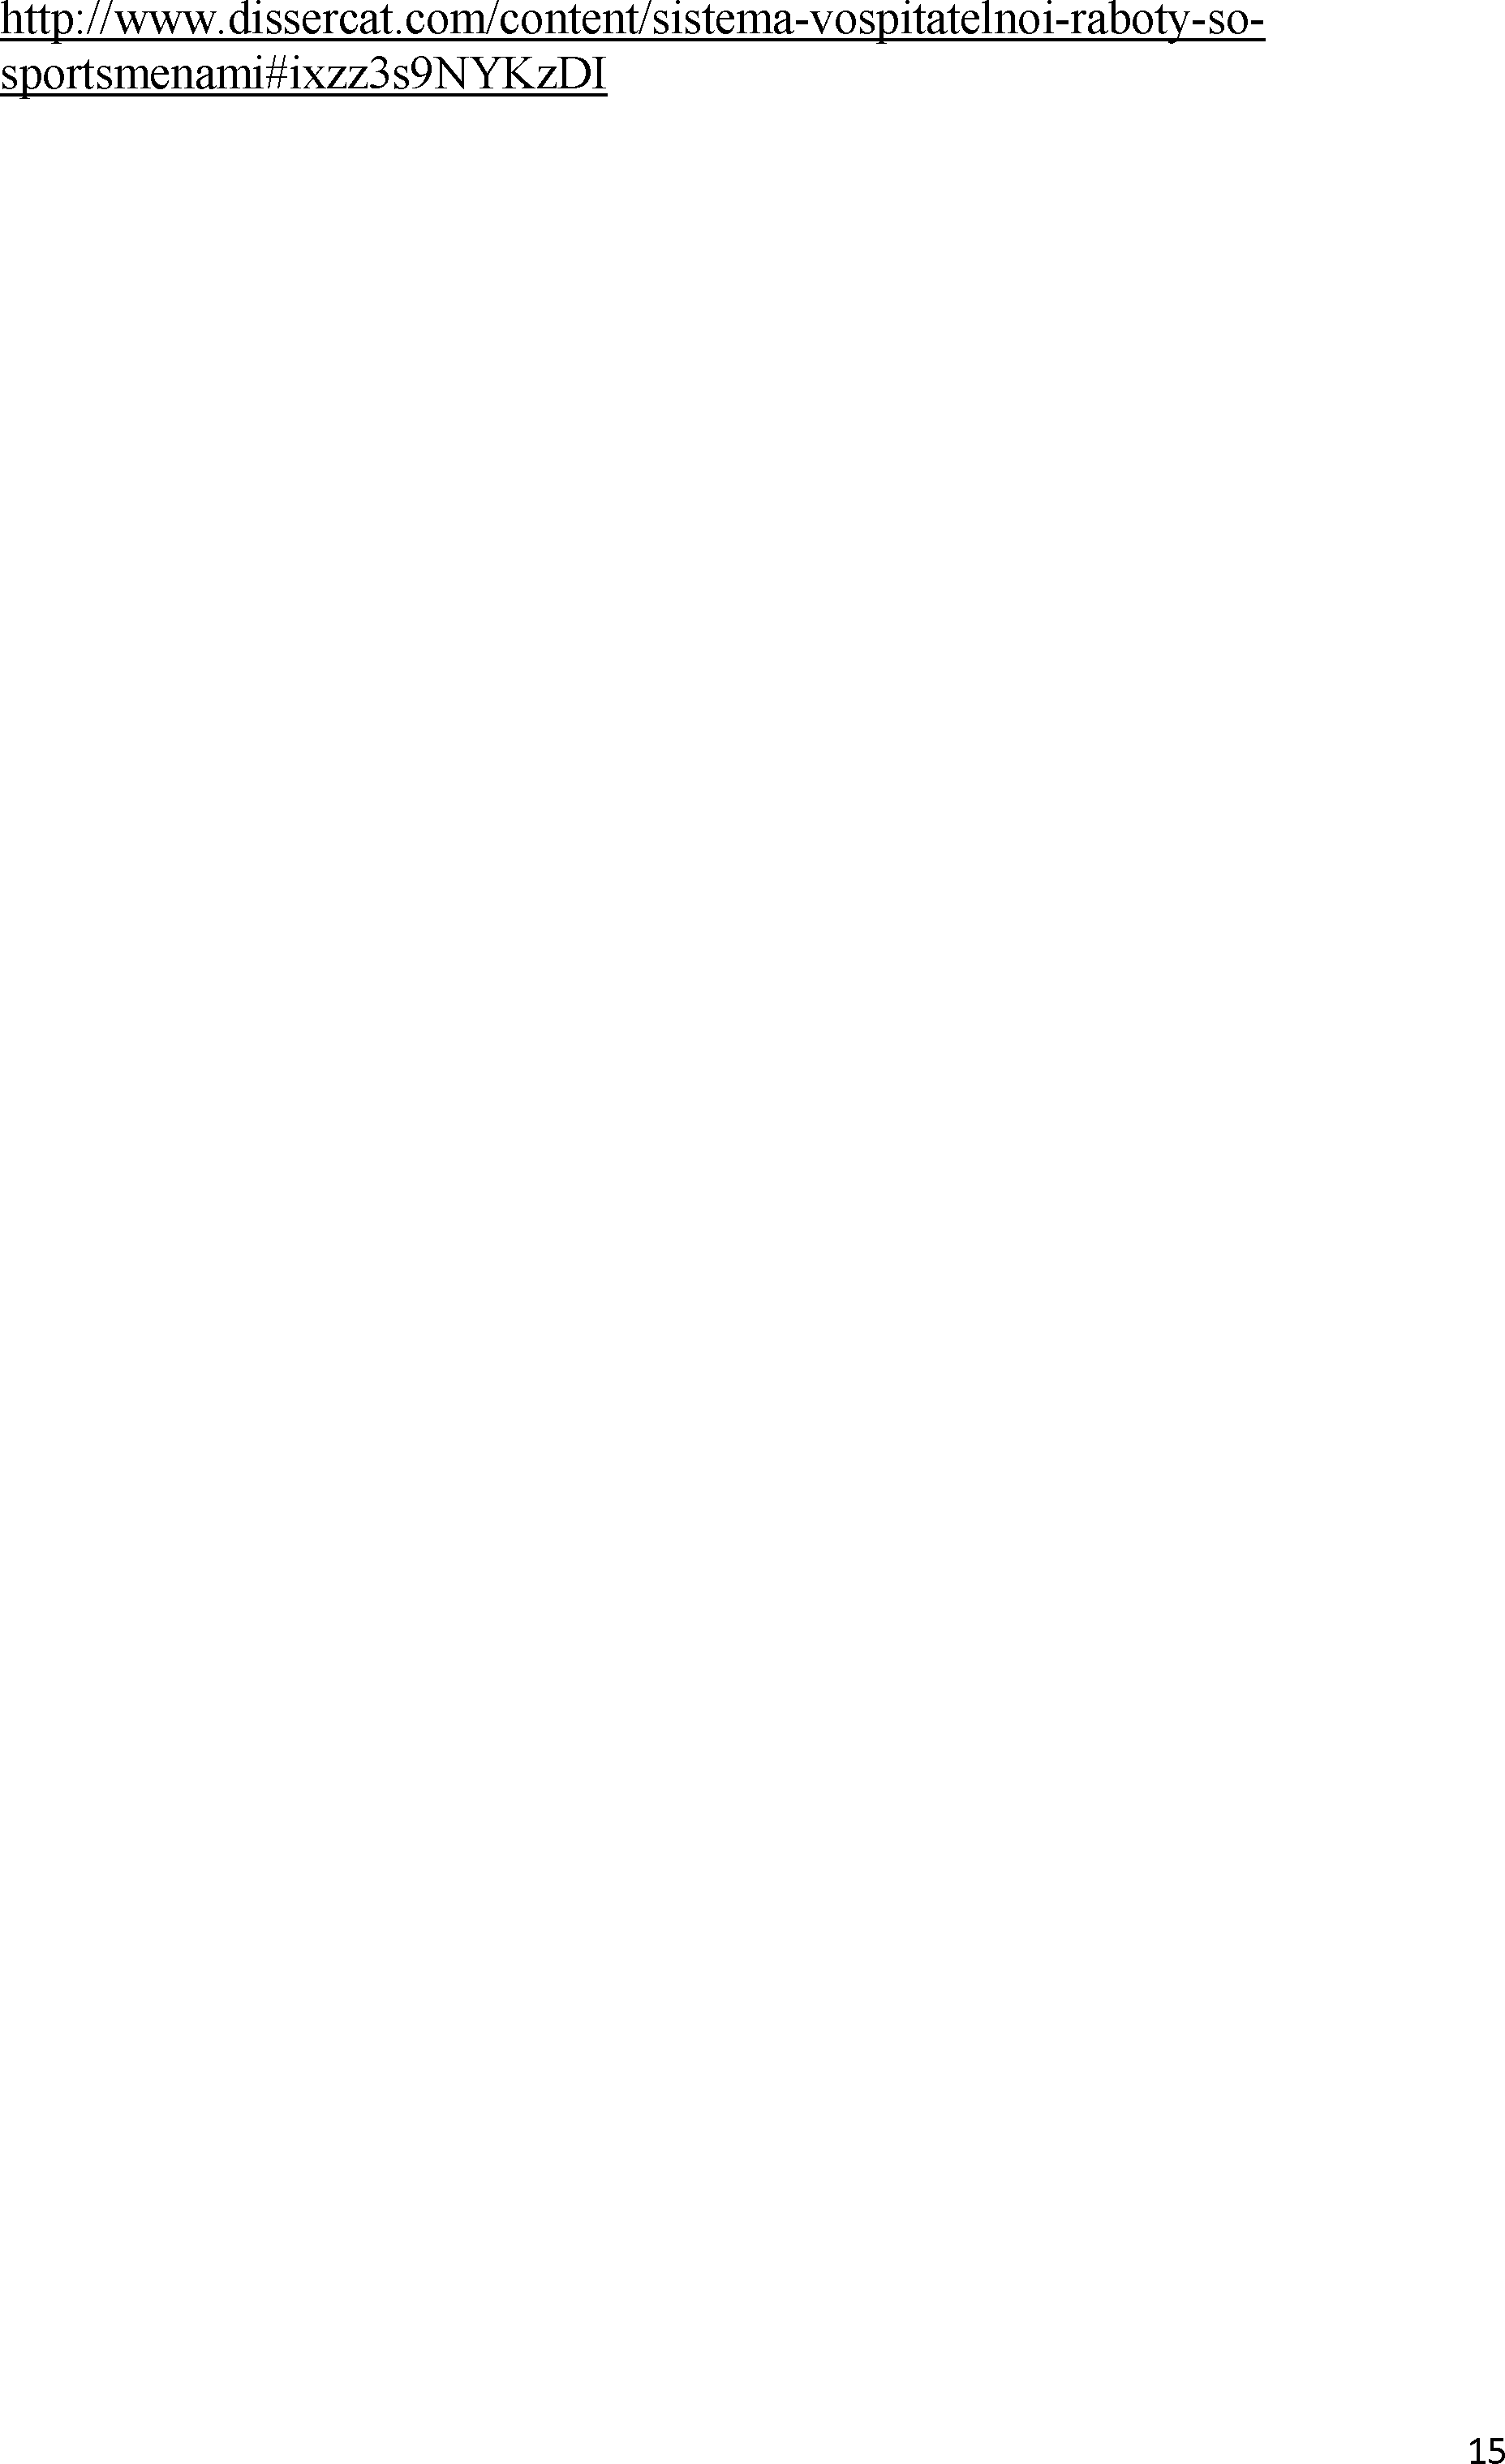 http://www.dissercat.com/content/sistema-vospitatelnoi-raboty-so-
sportsmenami#ixzz3s9NYKzDI
15